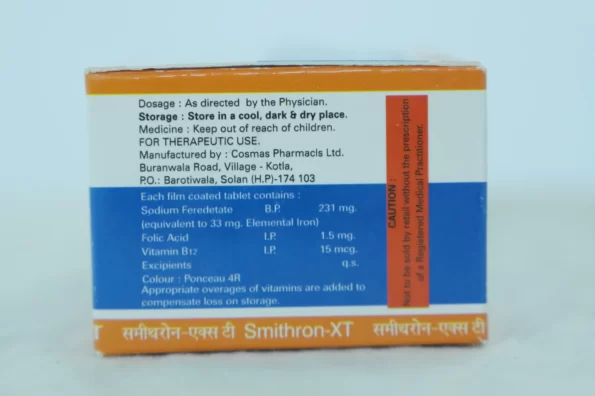 Dosage : As directed by the Physician.
Storage : Store in a cool, dark & dry place.
Medicine : Keep out of reach of children.
FOR THERAPEUTIC USE.
Manufactured by : Cosmas Pharmacls Ltd.
Buranwala Road, Village - Kotla,
P.O.: Barotiwala, Solan (H.P)-174 103
Each film coated tablet contains :
Sodium Feredetate B.P. 231 mg.
(equivalent to 33 mg. Elemental Iron)
Folic Acid I.P. 1.5 mg.
Vitamin B12 I.P. 15 mcg.
Excipients q.s.
Colour : Ponceau 4R
Appropriate overages of vitamins are added to
compensate loss on storage.
CAUTION :
Not to be sold by retail without the prescription
of a Registered Medical Practitioner.
T समीथरोन-एक्स टी Smithron-XT समीथरोन-एक्स टी